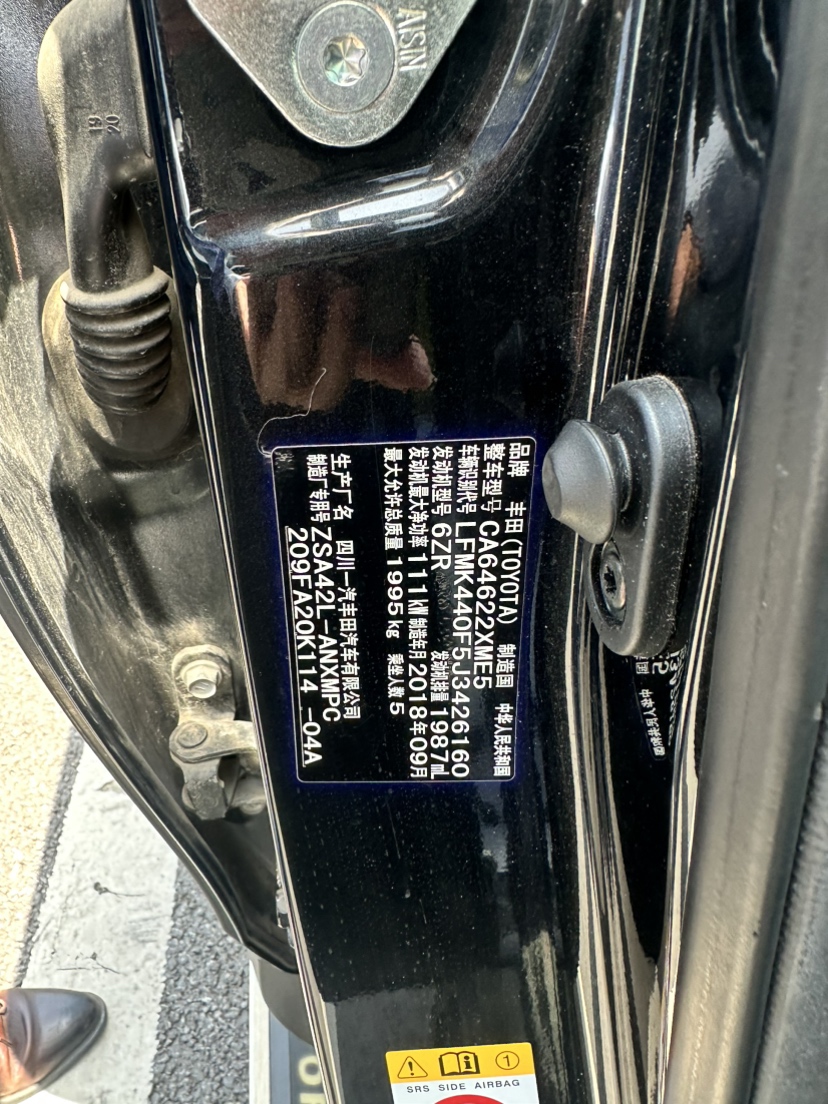 AISIN
19
20
品牌 丰田(TOYOTA) 制造国 中华人民共和国
整车型号 CA64622XME5
车辆识别代号 LFMK440F5J3426160
发动机型号 6ZR 发动机排量 1987ml
发动机最大净功率 111kW 制造年月 2018年09月
最大允许总质量 1995kg 乘坐人数 5
生产厂名 四川一汽丰田汽车有限公司
制造厂专用号 ZSA42L-ANXMPC
209FA20K114 -04A
1
SRS SIDE AIRBAG